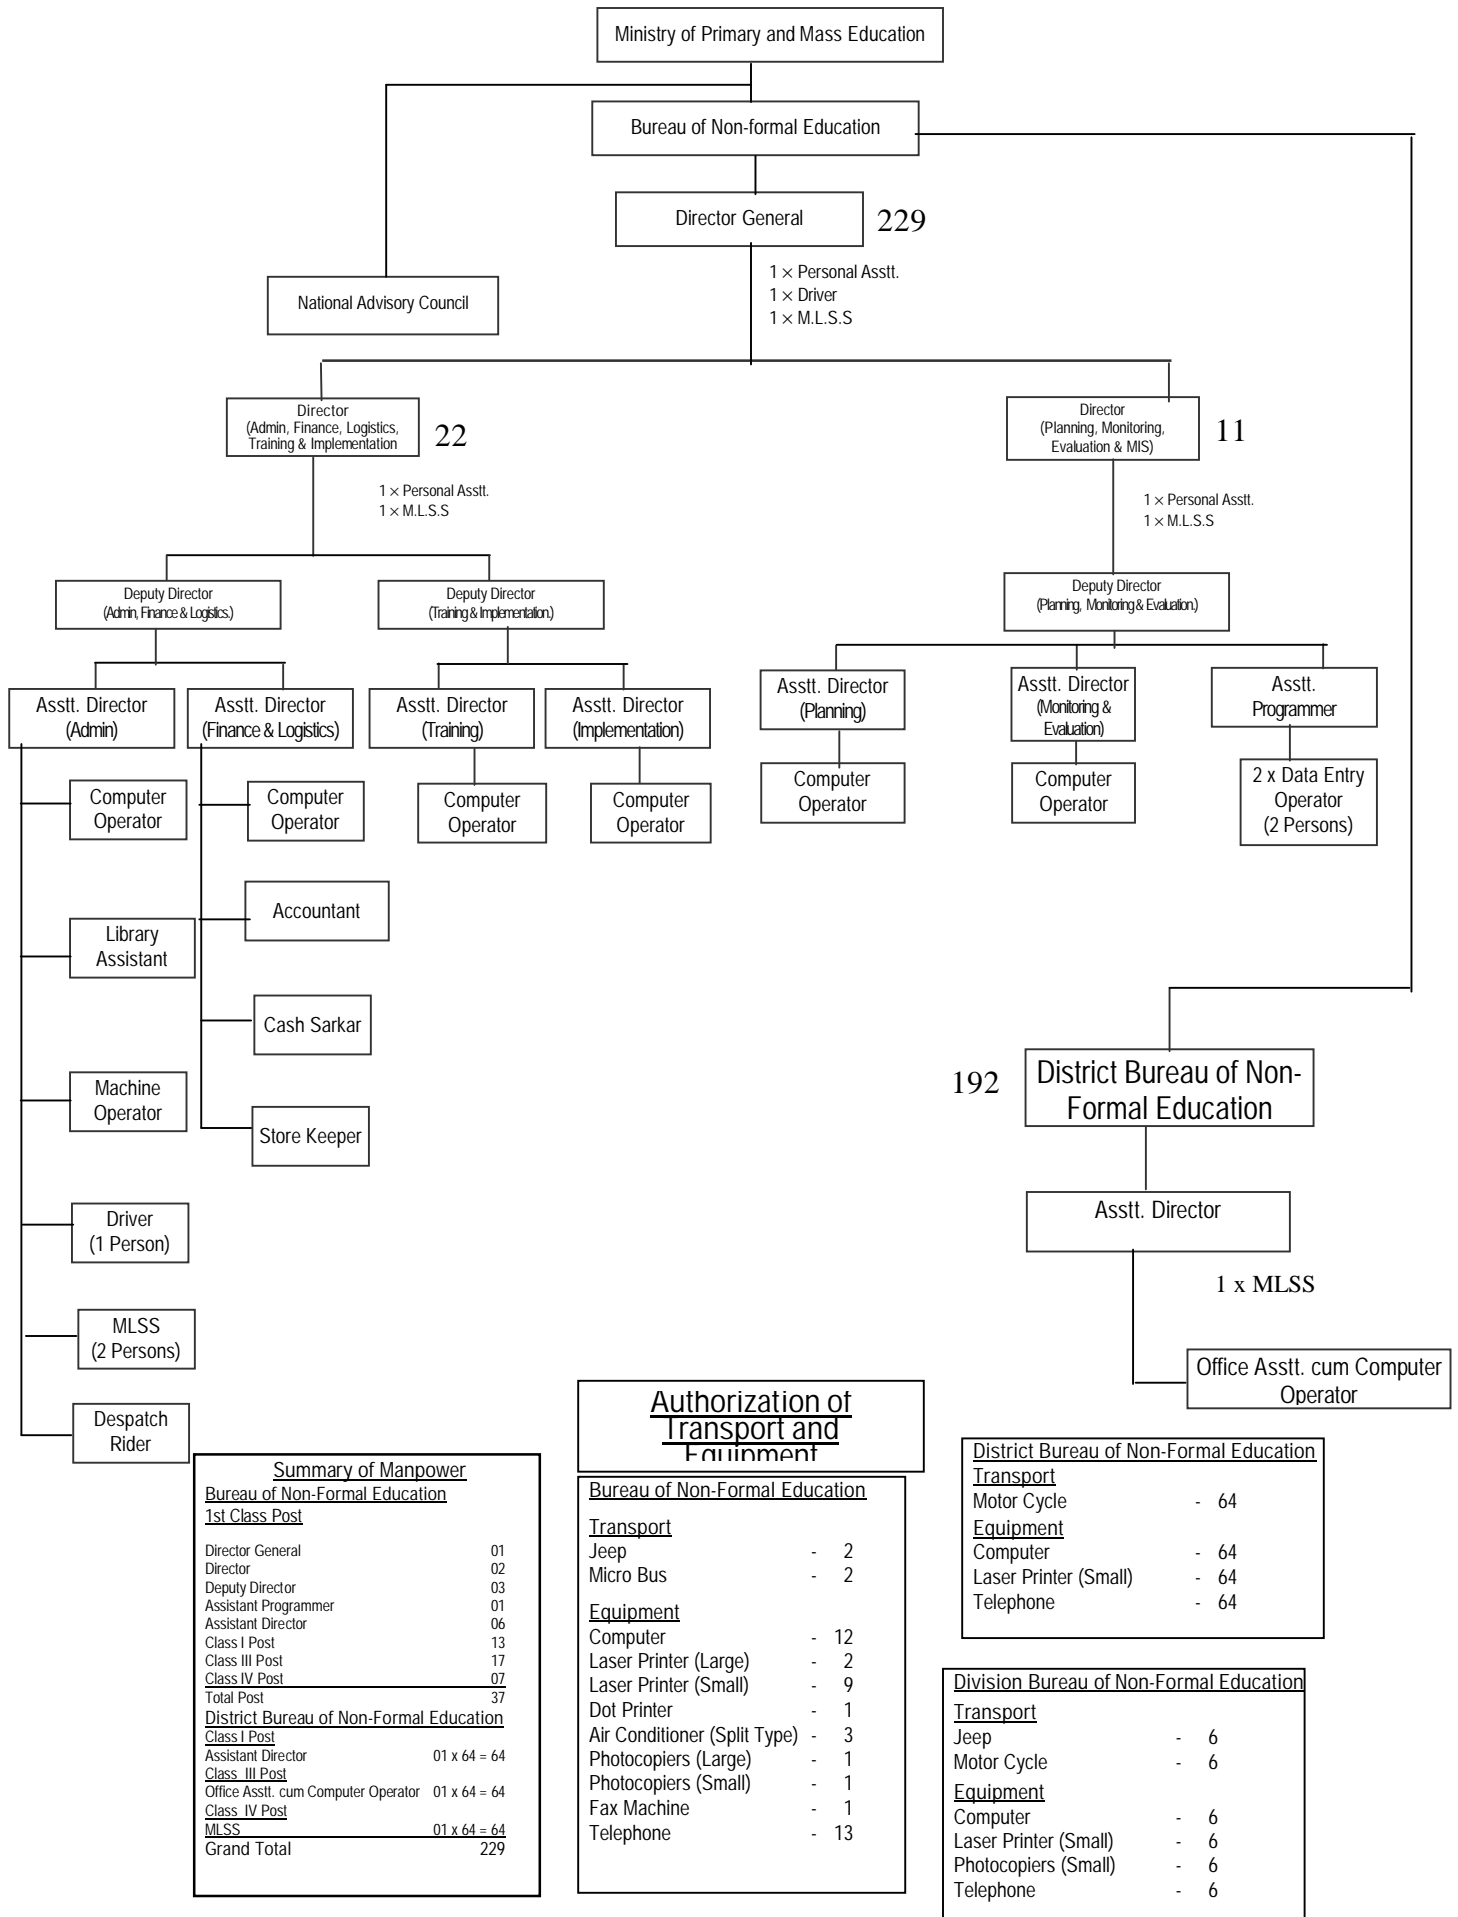 Ministry of Primary and Mass Education
Bureau of Non-formal Education
Director General
229
1 × Personal Asstt.
1 × Driver
1 × M.L.S.S
National Advisory Council
Director
(Admin, Finance, Logistics,
Training & Implementation
22
1 × Personal Asstt.
1 × M.L.S.S
Director
(Planning, Monitoring,
Evaluation & MIS)
11
1 × Personal Asstt.
1 × M.L.S.S
Deputy Director
(Admin, Finance & Logistics.)
Deputy Director
(Training & Implementation.)
Deputy Director
(Planning, Monitoring & Evaluation.)
Asstt. Director
(Admin)
Asstt. Director
(Finance & Logistics)
Asstt. Director
(Training)
Asstt. Director
(Implementation)
Asstt. Director
(Planning)
Asstt. Director
(Monitoring &
Evaluation)
Asstt.
Programmer
Computer
Operator
Computer
Operator
Computer
Operator
Computer
Operator
Computer
Operator
Computer
Operator
2 x Data Entry
Operator
(2 Persons)
Library
Assistant
Machine
Operator
Driver
(1 Person)
MLSS
(2 Persons)
Despatch
Rider
Accountant
Cash Sarkar
Store Keeper
192
District Bureau of Non-
Formal Education
Asstt. Director
1 x MLSS
Office Asstt. cum Computer
Operator
Summary of Manpower
Bureau of Non-Formal Education
1st Class Post
Director General 01
Director 02
Deputy Director 03
Assistant Programmer 01
Assistant Director 06
Class I Post 13
Class III Post 17
Class IV Post 07
Total Post 37
District Bureau of Non-Formal Education
Class I Post
Assistant Director 01 x 64 = 64
Class III Post
Office Asstt. cum Computer Operator 01 x 64 = 64
Class IV Post
MLSS 01 x 64 = 64
Grand Total 229
Authorization of
Transport and
Equipment
Bureau of Non-Formal Education
Transport
Jeep - 2
Micro Bus - 2
Equipment
Computer - 12
Laser Printer (Large) - 2
Laser Printer (Small) - 9
Dot Printer - 1
Air Conditioner (Split Type) - 3
Photocopiers (Large) - 1
Photocopiers (Small) - 1
Fax Machine - 1
Telephone - 13
District Bureau of Non-Formal Education
Transport
Motor Cycle - 64
Equipment
Computer - 64
Laser Printer (Small) - 64
Telephone - 64
Division Bureau of Non-Formal Education
Transport
Jeep - 6
Motor Cycle - 6
Equipment
Computer - 6
Laser Printer (Small) - 6
Photocopiers (Small) - 6
Telephone - 6